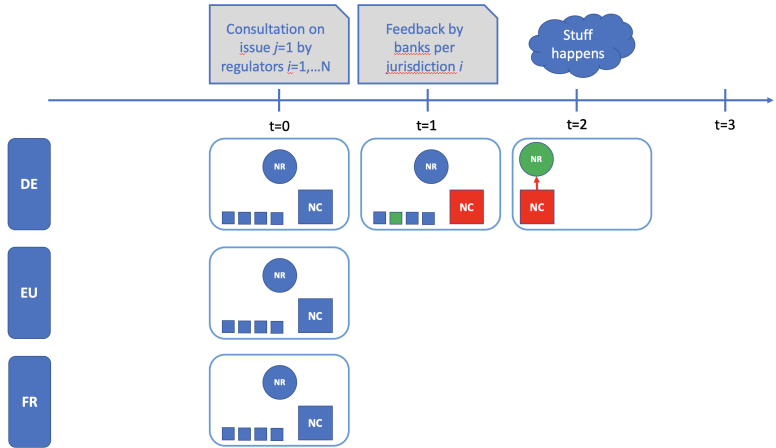 Consultation on
issue j=1 by
regulators i=1,...N
Feedback by
banks per
jurisdiction i
Stuff
happens
t=0
t=1
t=2
t=3
DE
NR
NC
NR
NC
NR
NC
EU
NR
NC
FR
NR
NC